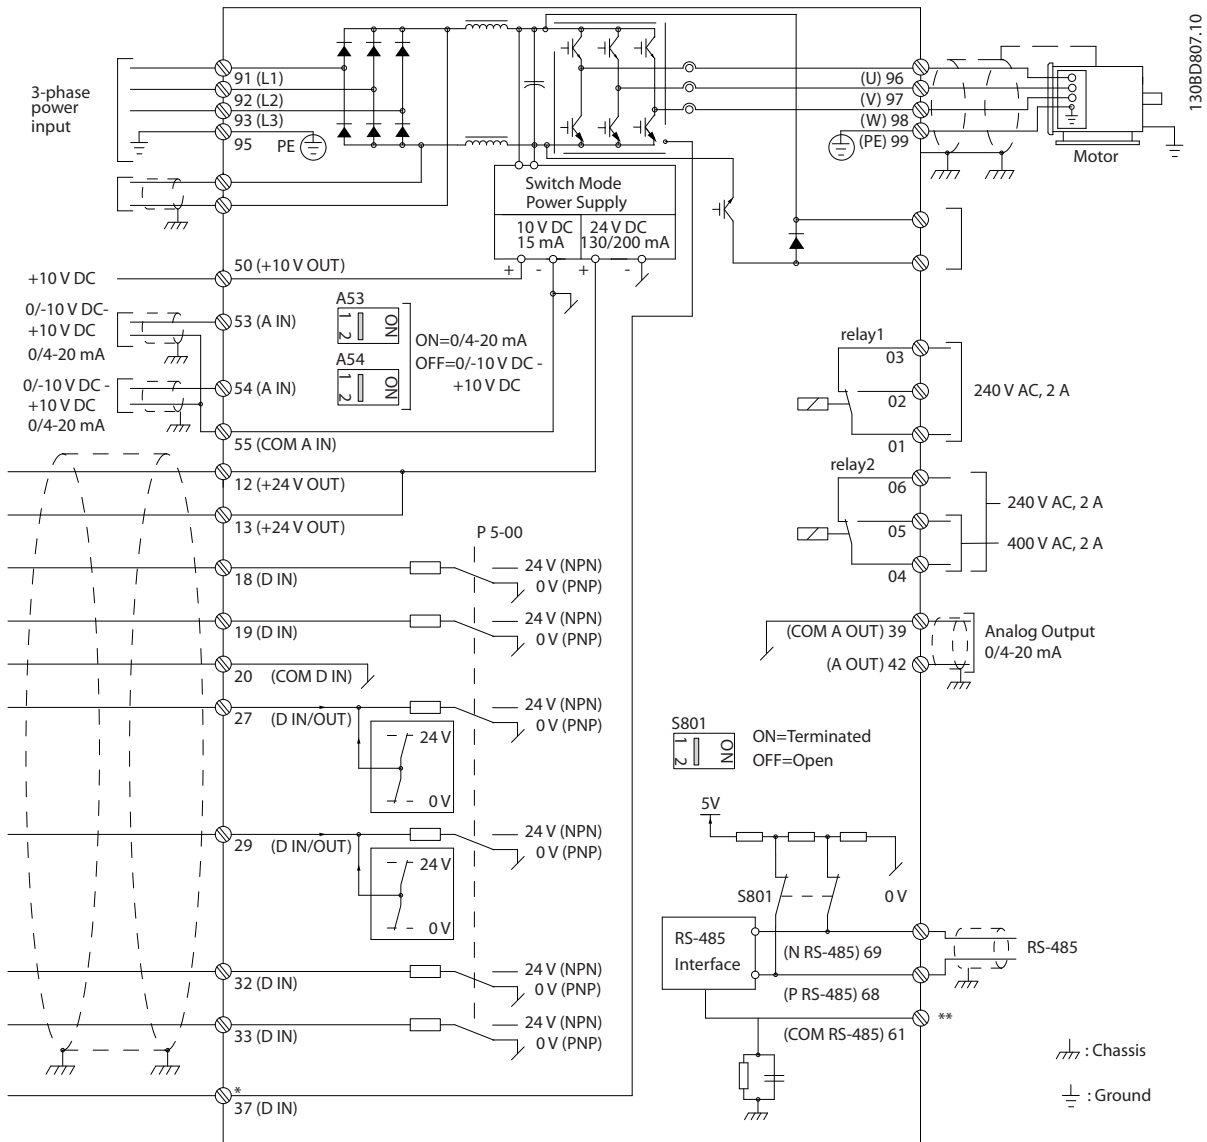 130BD807.10
3-phase
power
input
91 (L1)
92 (L2)
93 (L3)
95
PE
(U) 96
(V) 97
(W) 98
(PE) 99
Motor
Switch Mode
Power Supply
10 V DC
15 mA
24 V DC
130/200 mA
+
-
+
-
+10 V DC
50 (+10 V OUT)
0/-10 V DC-
+10 V DC
0/4-20 mA
53 (A IN)
A53
1
2
ON
A54
1
2
ON
ON=0/4-20 mA
OFF=0/-10 V DC -
+10 V DC
0/-10 V DC -
+10 V DC
0/4-20 mA
54 (A IN)
55 (COM A IN)
12 (+24 V OUT)
13 (+24 V OUT)
P 5-00
18 (D IN)
24 V (NPN)
0 V (PNP)
19 (D IN)
24 V (NPN)
0 V (PNP)
20 (COM D IN)
27 (D IN/OUT)
24 V (NPN)
0 V (PNP)
24 V
0 V
29 (D IN/OUT)
24 V (NPN)
0 V (PNP)
24 V
0 V
32 (D IN)
24 V (NPN)
0 V (PNP)
33 (D IN)
24 V (NPN)
0 V (PNP)
*
37 (D IN)
relay1
03
02
01
240 V AC, 2 A
relay2
06
05
04
240 V AC, 2 A
400 V AC, 2 A
(COM A OUT) 39
(A OUT) 42
Analog Output
0/4-20 mA
S801
1
2
ON
ON=Terminated
OFF=Open
5V
S801
0 V
RS-485
Interface
(N RS-485) 69
(P RS-485) 68
(COM RS-485) 61
RS-485
**
: Chassis
: Ground